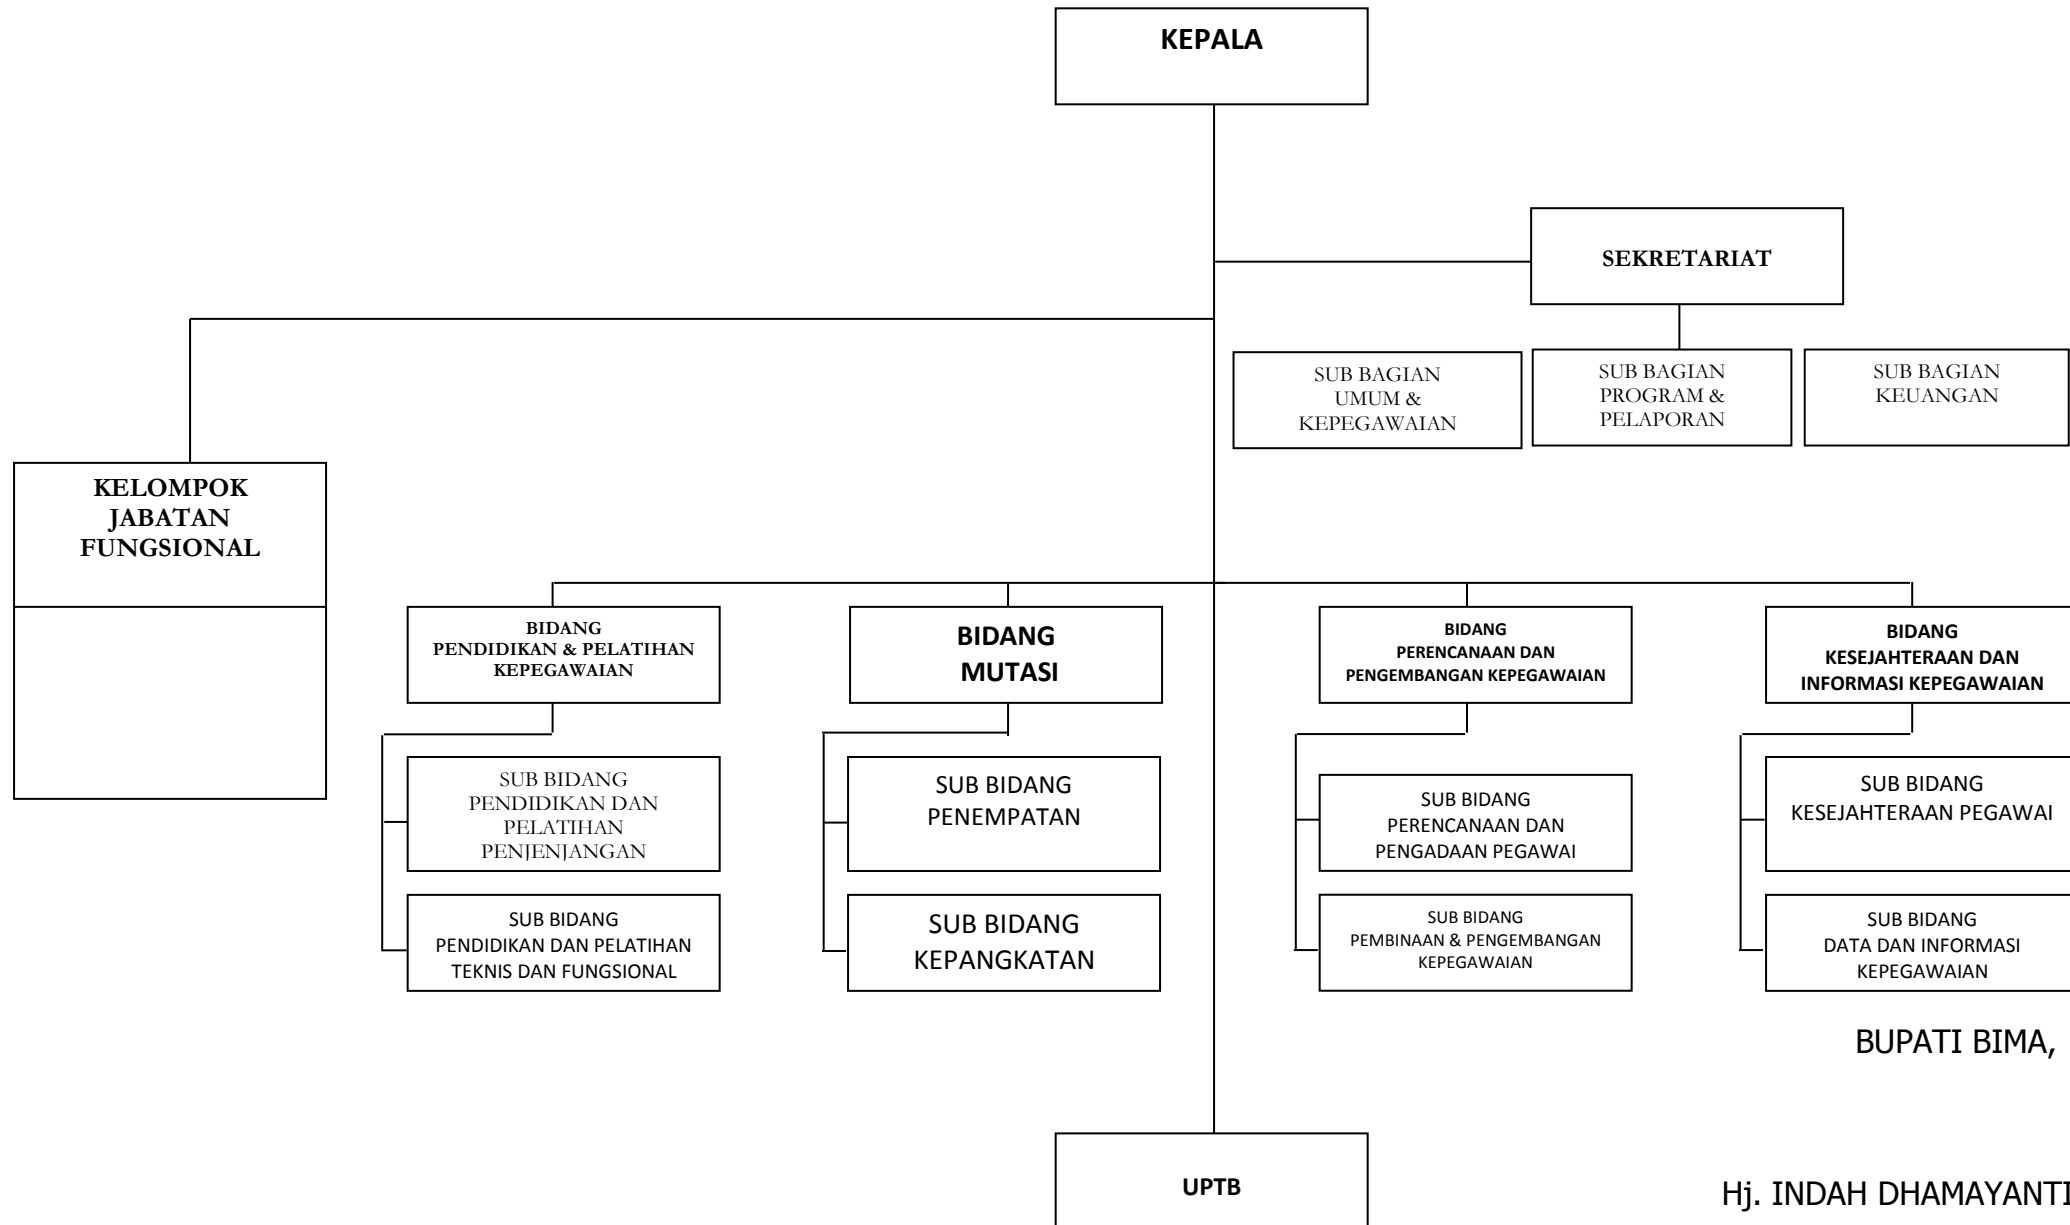 KEPALA
SEKRETARIAT
SUB BAGIAN
UMUM &
KEPEGAWAIAN
SUB BAGIAN
PROGRAM &
PELAPORAN
SUB BAGIAN
KEUANGAN
KELOMPOK
JABATAN
FUNGSIONAL
BIDANG
PENDIDIKAN & PELATIHAN
KEPEGAWAIAN
BIDANG
MUTASI
BIDANG
PERENCANAAN DAN
PENGEMBANGAN KEPEGAWAIAN
BIDANG
KESEJAHTERAAN DAN
INFORMASI KEPEGAWAIAN
SUB BIDANG
PENDIDIKAN DAN
PELATIHAN
PENJENJANGAN
SUB BIDANG
PENEMPATAN
SUB BIDANG
PERENCANAAN DAN
PENGADAAN PEGAWAI
SUB BIDANG
KESEJAHTERAAN PEGAWAI
SUB BIDANG
PENDIDIKAN DAN PELATIHAN
TEKNIS DAN FUNGSIONAL
SUB BIDANG
KEPANGKATAN
SUB BIDANG
PEMBINAAN & PENGEMBANGAN
KEPEGAWAIAN
SUB BIDANG
DATA DAN INFORMASI
KEPEGAWAIAN
BUPATI BIMA,
UPTB
Hj. INDAH DHAMAYANTI